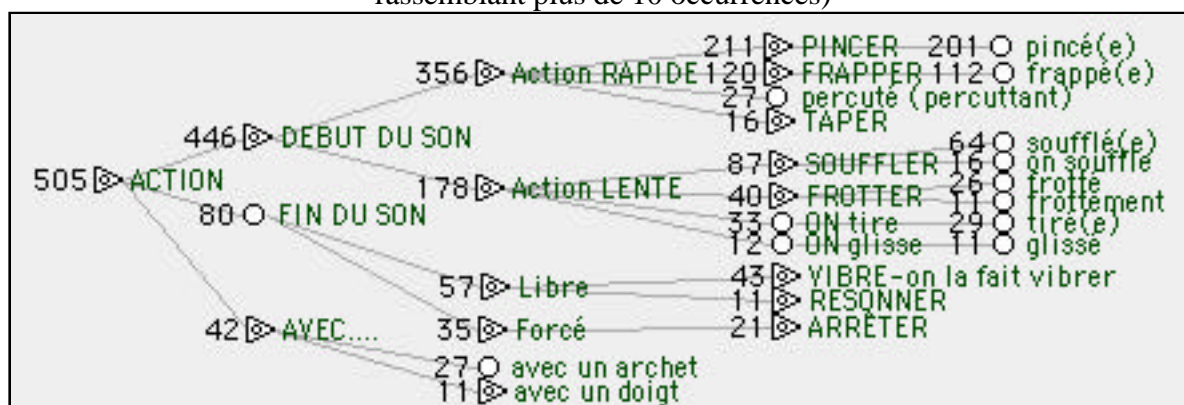 rassemblant plus de 10 occurrences)
211 PINCER 201 pincé(e)
356 Action RAPIDE 120 FRAPPER 112 frappé(e)
27 percuté (percuttant)
16 TAPER
446 DEBUT DU SON
64 soufflé(e)
87 SOUFFLER 16 on souffle
505 ACTION
178 Action LENTE
26 frotté
40 FROTTER 11 frottement
80 FIN DU SON
33 ON tire 29 tiré(e)
12 ON glisse 11 glissé
57 Libre
43 VIBRE-on la fait vibrer
11 RESONNER
42 AVEC....
35 Forcé
21 ARRÊTER
27 avec un archet
11 avec un doigt